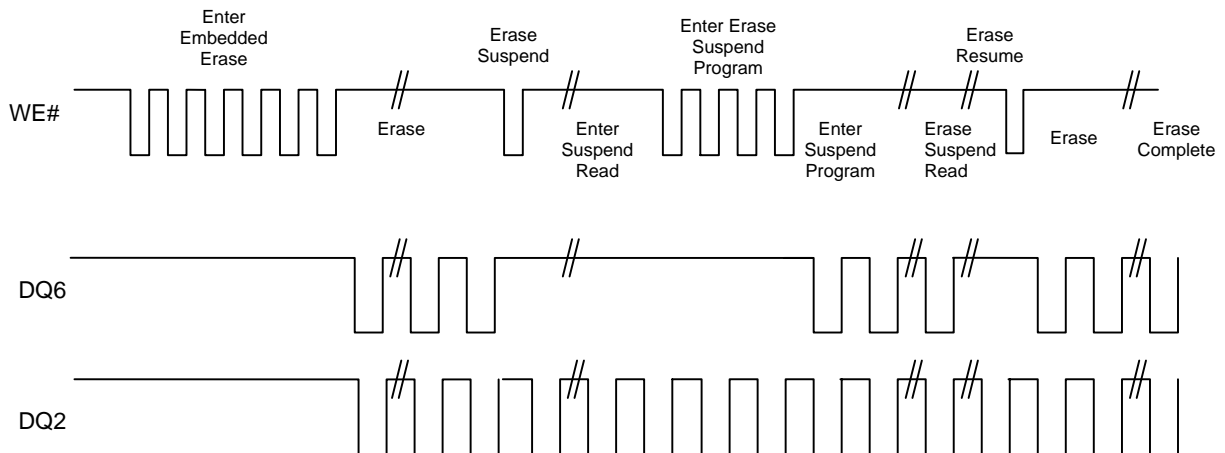 Enter
Embedded
Erase
Erase
Suspend
Enter Erase
Suspend
Program
Erase
Resume
WE#
Erase
Enter
Suspend
Read
Enter
Suspend
Program
Erase
Suspend
Read
Erase
Erase
Complete
DQ6
DQ2